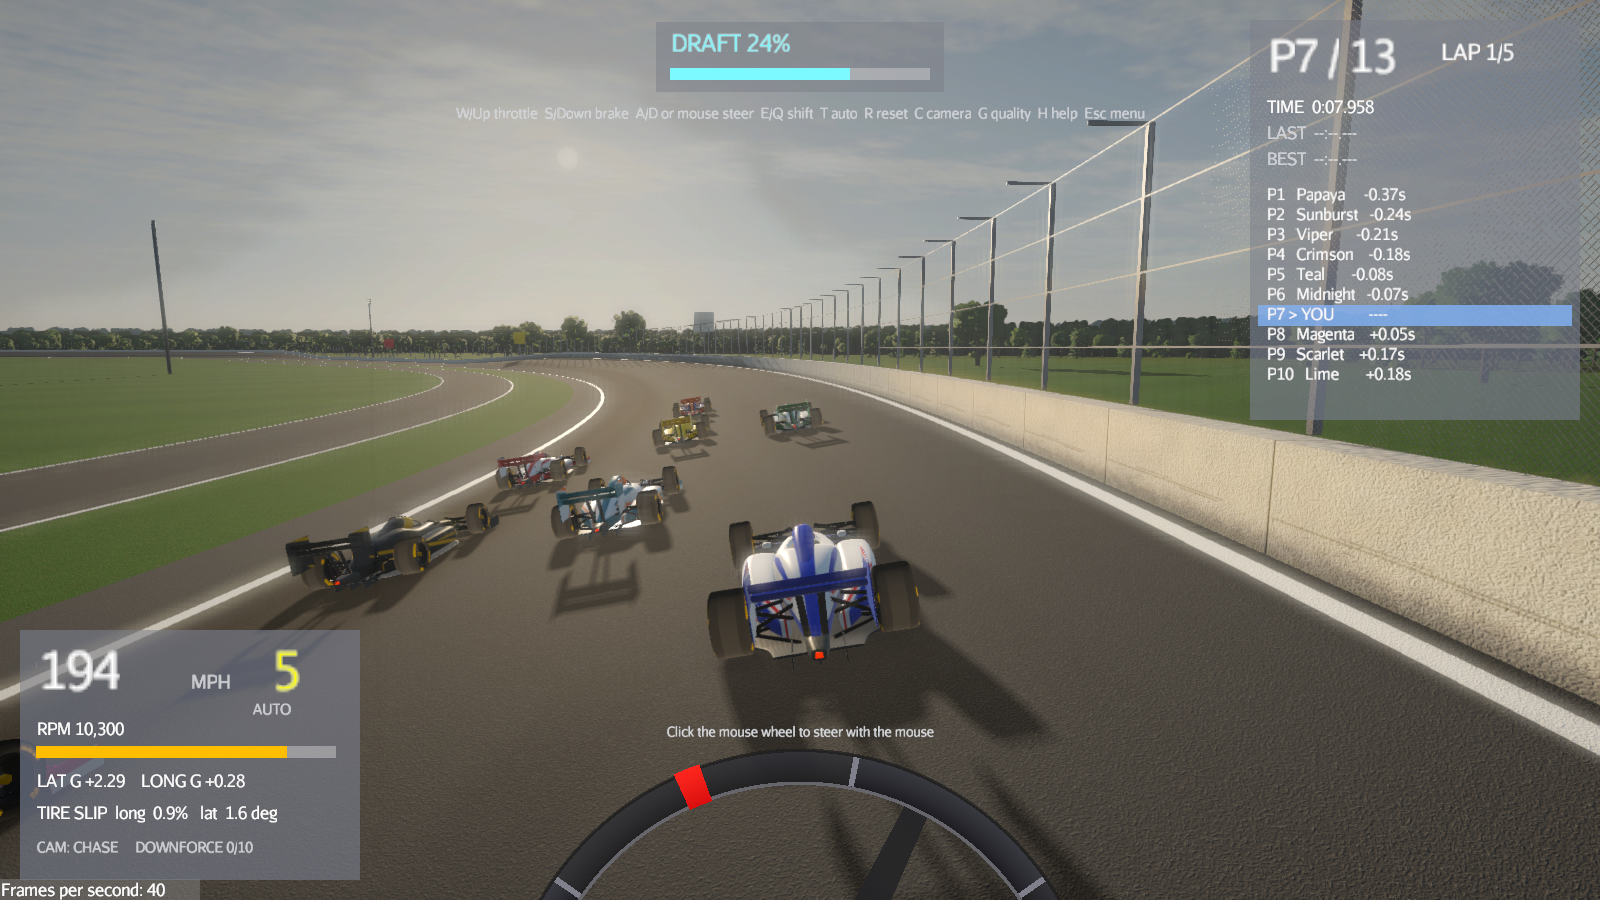 DRAFT 24%
W/Up throttle S/Down brake A/D or mouse steer E/Q shift T auto R reset C camera G quality H help Esc menu
P7 / 13 LAP 1/5
TIME 0:07.958
LAST --:--.---
BEST --:--.---
P1 Papaya -0.37s
P2 Sunburst -0.24s
P3 Viper -0.21s
P4 Crimson -0.18s
P5 Teal -0.08s
P6 Midnight -0.07s
P7 > YOU ----
P8 Magenta +0.05s
P9 Scarlet +0.17s
P10 Lime +0.18s
194 MPH 5
AUTO
RPM 10,300
LAT G +2.29 LONG G +0.28
TIRE SLIP long 0.9% lat 1.6 deg
CAM: CHASE DOWNFORCE 0/10
Click the mouse wheel to steer with the mouse
Frames per second: 40